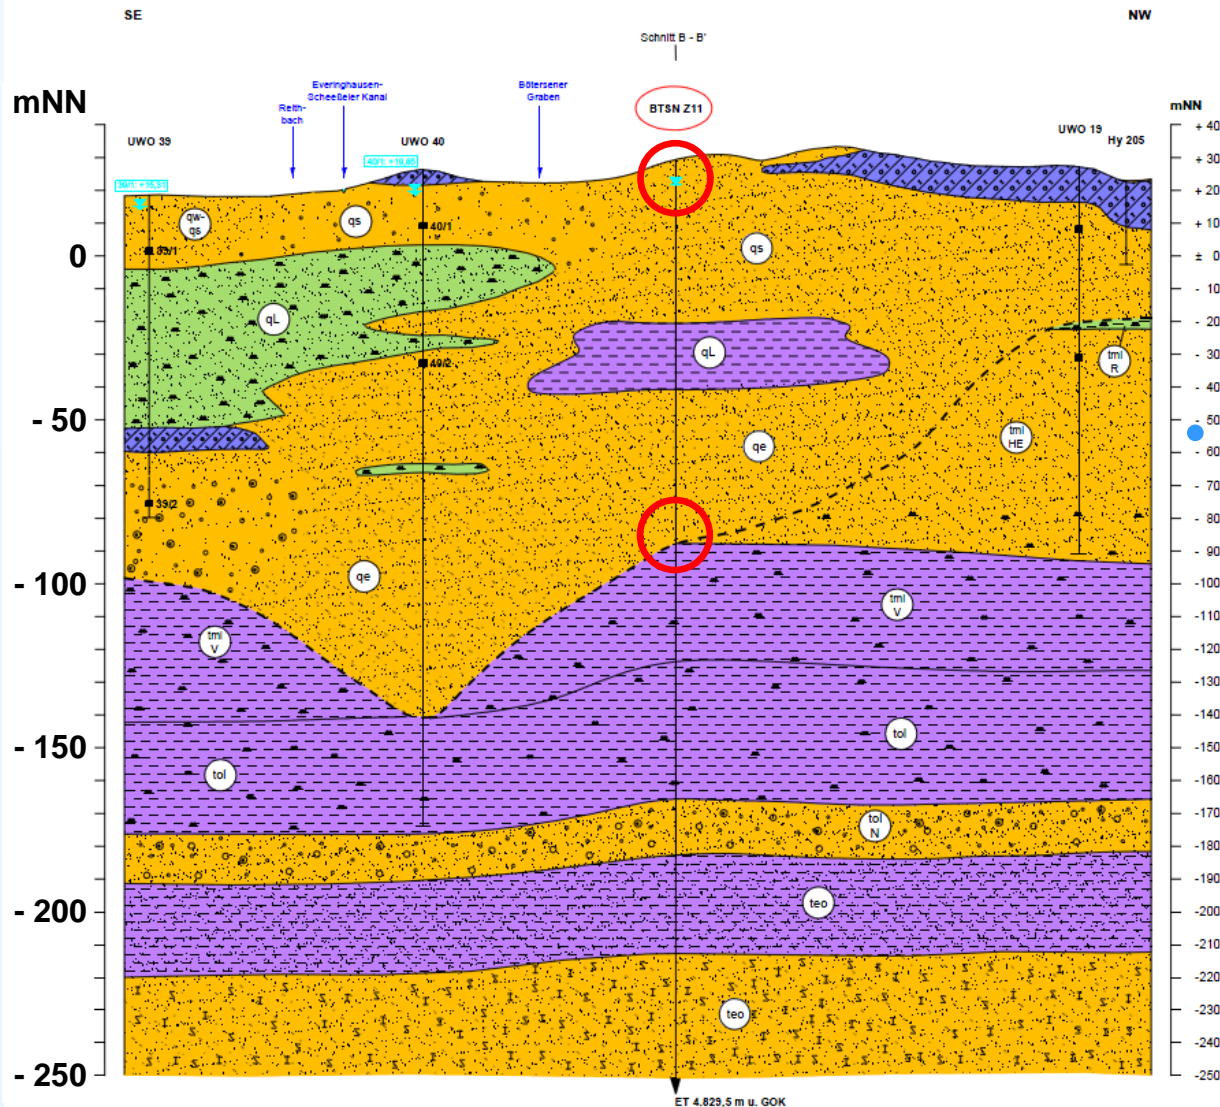 SE
NW
Schnitt B - B'
Everinghausen-
Scheeßeler Kanal
Bötersener
Graben
Reith-
bach
mNN
BTSN Z11
mNN
UWO 39
UWO 40
UWO 19
Hy 205
40/1: +19,65
+ 40
+ 30
+ 20
+ 10
± 0
- 10
- 20
- 30
- 40
- 50
- 60
- 70
- 80
- 90
-100
-110
-120
-130
-140
-150
-160
-170
-180
-190
-200
-210
-220
-230
-240
-250
0
- 50
- 100
- 150
- 200
- 250
qw-
qs
qs
qs
39/1
40/1
qL
qL
40/2
tmi
R
tmi
HE
qe
39/2
qe
tmi
V
tmi
V
tol
tol
tol
N
teo
teo
ET 4.829,5 m u. GOK